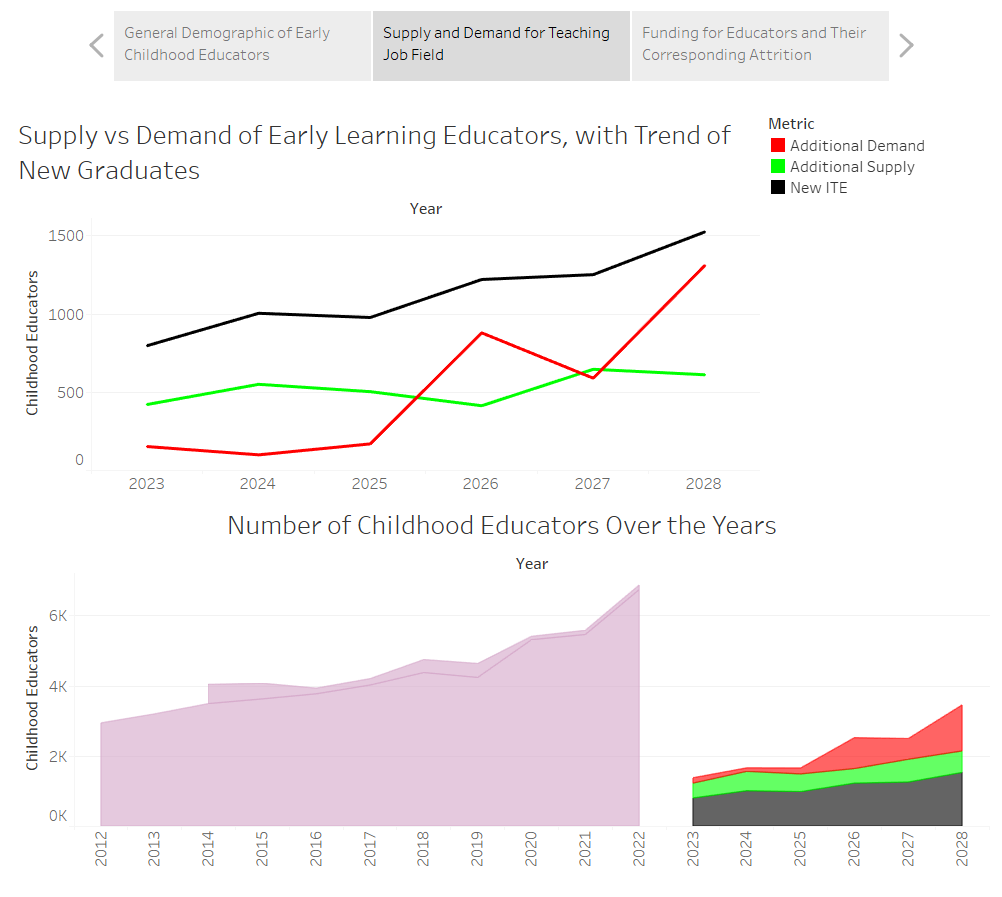 General Demographic of Early
Childhood Educators
Supply and Demand for Teaching
Job Field
Funding for Educators and Their
Corresponding Attrition
Supply vs Demand of Early Learning Educators, with Trend of
New Graduates
Metric
Additional Demand
Additional Supply
New ITE
Year
Childhood Educators
1500
1000
500
0
2023
2024
2025
2026
2027
2028
Number of Childhood Educators Over the Years
Year
Childhood Educators
6K
4K
2K
0K
2012
2013
2014
2015
2016
2017
2018
2019
2020
2021
2022
2023
2024
2025
2026
2027
2028